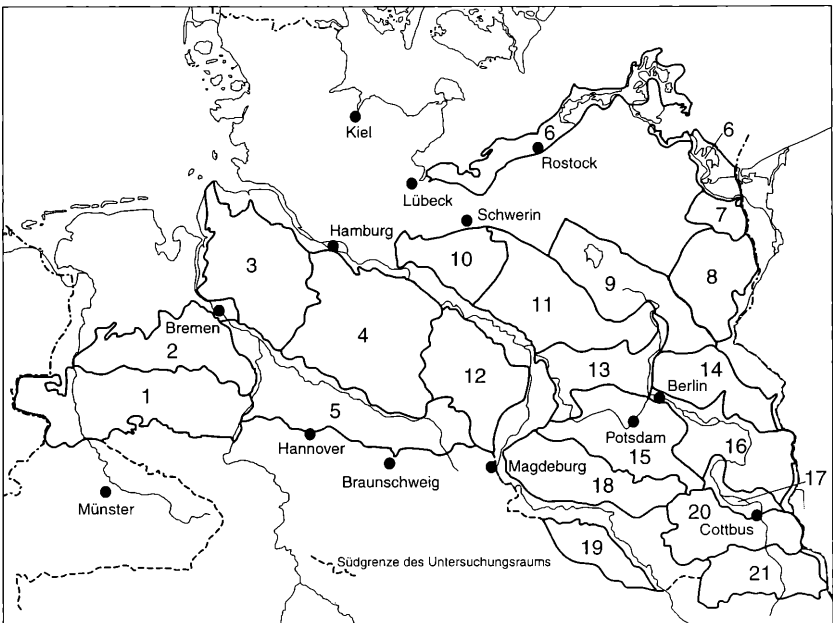 Kiel
6
6
Rostock
Lübeck
Schwerin
7
Hamburg
3
10
9
8
11
Bremen
2
4
14
13
12
Berlin
1
5
Potsdam
16
Hannover
15
Magdeburg
17
Braunschweig
18
Münster
20
Cottbus
19
Südgrenze des Untersuchungsraums
21